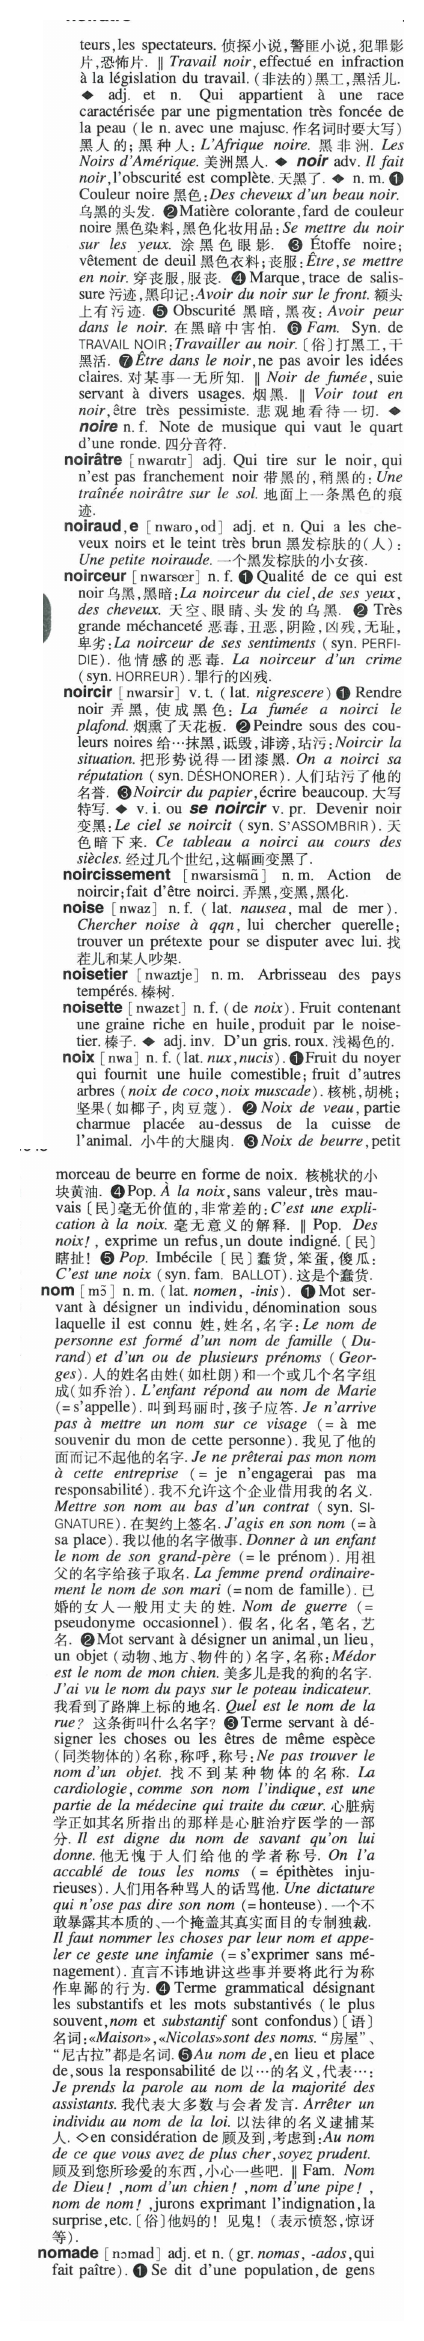 teurs, les spectateurs. 侦探小说,警匪小说,犯罪影
片,恐怖片. ‖ Travail noir, effectué en infraction
à la législation du travail. (非法的)黑工,黑活儿.
◆ adj. et n. Qui appartient à une race
caractérisée par une pigmentation très foncée de
la peau (le n. avec une majusc. 作名词时要大写)
黑人的; 黑种人: L'Afrique noire. 黑非洲. Les
Noirs d'Amérique. 美洲黑人. ◆ noir adv. Il fait
noir, l'obscurité est complète. 天黑了. ◆ n. m. ❶
Couleur noire 黑色: Des cheveux d'un beau noir.
乌黑的头发. ❷ Matière colorante, fard de couleur
noire 黑色染料,黑色化妆用品: Se mettre du noir
sur les yeux. 涂黑色眼影. ❸ Étoffe noire;
vêtement de deuil 黑色衣料; 丧服: Être, se mettre
en noir. 穿丧服,服丧. ❹ Marque, trace de salis-
sure 污迹,黑印记: Avoir du noir sur le front. 额头
上有污迹. ❺ Obscurité 黑暗,黑夜: Avoir peur
dans le noir. 在黑暗中害怕. ❻ Fam. Syn. de
TRAVAIL NOIR: Travailler au noir. 〔俗〕打黑工,干
黑活. ❼ Être dans le noir, ne pas avoir les idées
claires. 对某事一无所知. ‖ Noir de fumée, suie
servant à divers usages. 烟黑. ‖ Voir tout en
noir, être très pessimiste. 悲观地看待一切. ◆
noire n. f. Note de musique qui vaut le quart
d'une ronde. 四分音符.
noirâtre [nwaratr] adj. Qui tire sur le noir, qui
n'est pas franchement noir 带黑的,稍黑的: Une
traînée noirâtre sur le sol. 地面上一条黑色的痕
迹.
noiraud, e [nwaro, od] adj. et n. Qui a les che-
veux noirs et le teint très brun 黑发棕肤的(人):
Une petite noiraude. 一个黑发棕肤的小女孩.
noirceur [nwarsœr] n. f. ❶ Qualité de ce qui est
noir 乌黑,黑暗: La noirceur du ciel, de ses yeux,
des cheveux. 天空、眼睛、头发的乌黑. ❷ Très
grande méchanceté 恶毒,丑恶,阴险,凶残,无耻,
卑劣: La noirceur de ses sentiments (syn. PERFI-
DIE). 他情感的恶毒. La noirceur d'un crime
(syn. HORREUR). 罪行的凶残.
noircir [nwarsir] v. t. (lat. nigrescere) ❶ Rendre
noir 弄黑, 使成黑色: La fumée a noirci le
plafond. 烟熏了天花板. ❷ Peindre sous des cou-
leurs noires 给…抹黑,诋毁,诽谤,玷污: Noircir la
situation. 把形势说得一团漆黑. On a noirci sa
réputation (syn. DÉSHONORER). 人们玷污了他的
名誉. ❸ Noircir du papier, écrire beaucoup. 大写
特写. ◆ v. i. ou se noircir v. pr. Devenir noir
变黑: Le ciel se noircit (syn. S'ASSOMBRIR). 天
色暗下来. Ce tableau a noirci au cours des
siècles. 经过几个世纪,这幅画变黑了.
noircissement [nwarsismɑ̃] n. m. Action de
noircir; fait d'être noirci. 弄黑,变黑,黑化.
noise [nwaz] n. f. (lat. nausea, mal de mer).
Chercher noise à qqn, lui chercher querelle;
trouver un prétexte pour se disputer avec lui. 找
茬儿和某人吵架.
noisetier [nwaztje] n. m. Arbrisseau des pays
tempérés. 榛树.
noisette [nwazɛt] n. f. (de noix). Fruit contenant
une graine riche en huile, produit par le noise-
tier. 榛子. ◆ adj. inv. D'un gris. roux. 浅褐色的.
noix [nwa] n. f. (lat. nux, nucis). ❶ Fruit du noyer
qui fournit une huile comestible; fruit d'autres
arbres (noix de coco, noix muscade). 核桃,胡桃;
坚果(如椰子,肉豆蔻). ❷ Noix de veau, partie
charnue placée au-dessus de la cuisse de
l'animal. 小牛的大腿肉. ❸ Noix de beurre, petit
morceau de beurre en forme de noix. 核桃状的小
块黄油. ❹ Pop. À la noix, sans valeur, très mau-
vais 〔民〕毫无价值的,非常差的: C'est une expli-
cation à la noix. 毫无意义的解释. ‖ Pop. Des
noix!, exprime un refus, un doute indigné. 〔民〕
瞎扯! ❺ Pop. Imbécile 〔民〕蠢货,笨蛋,傻瓜:
C'est une noix (syn. fam. BALLOT). 这是个蠢货.
nom [nɔ̃] n. m. (lat. nomen, -inis). ❶ Mot ser-
vant à désigner un individu, dénomination sous
laquelle il est connu 姓,姓名,名字: Le nom de
personne est formé d'un nom de famille (Du-
rand) et d'un ou de plusieurs prénoms (Geor-
ges). 人的姓名由姓(如杜朗)和一个或几个名字组
成(如乔治). L'enfant répond au nom de Marie
(= s'appelle). 叫到玛丽时,孩子应答. Je n'arrive
pas à mettre un nom sur ce visage (= à me
souvenir du mon de cette personne). 我见了他的
面而记不起他的名字. Je ne prêterai pas mon nom
à cette entreprise (= je n'engagerai pas ma
responsabilité). 我不允许这个企业借用我的名义.
Mettre son nom au bas d'un contrat (syn. SI-
GNATURE). 在契约上签名. J'agis en son nom (= à
sa place). 我以他的名字做事. Donner à un enfant
le nom de son grand-père (= le prénom). 用祖
父的名字给孩子取名. La femme prend ordinaire-
ment le nom de son mari (= nom de famille). 已
婚的女人一般用丈夫的姓. Nom de guerre (=
pseudonyme occasionnel). 假名,化名,笔名,艺
名. ❷ Mot servant à désigner un animal, un lieu,
un objet (动物、地方、物件的)名字,名称: Médor
est le nom de mon chien. 美多儿是我的狗的名字.
J'ai vu le nom du pays sur le poteau indicateur.
我看到了路牌上标的地名. Quel est le nom de la
rue? 这条街叫什么名字? ❸ Terme servant à dé-
signer les choses ou les êtres de même espèce
(同类物体的)名称,称呼,称号: Ne pas trouver le
nom d'un objet. 找不到某种物体的名称. La
cardiologie, comme son nom l'indique, est une
partie de la médecine qui traite du cœur. 心脏病
学正如其名所指出的那样是心脏治疗医学的一部
分. Il est digne du nom de savant qu'on lui
donne. 他无愧于人们给他的学者称号. On l'a
accablé de tous les noms (= épithètes inju-
rieuses). 人们用各种骂人的话骂他. Une dictature
qui n'ose pas dire son nom (= honteuse). 一个不
敢暴露其本质的、一个掩盖其真实面目的专制独裁.
Il faut nommer les choses par leur nom et appe-
ler ce geste une infamie (= s'exprimer sans mé-
nagement). 直言不讳地讲这些事并要将此行为称
作卑鄙的行为. ❹ Terme grammatical désignant
les substantifs et les mots substantivés (le plus
souvent, nom et substantif sont confondus) 〔语〕
名词: «Maison», «Nicolas» sont des noms. “房屋”、
“尼古拉”都是名词. ❺ Au nom de, en lieu et place
de, sous la responsabilité de 以…的名义,代表…:
Je prends la parole au nom de la majorité des
assistants. 我代表大多数与会者发言. Arrêter un
individu au nom de la loi. 以法律的名义逮捕某
人. ◇ en considération de 顾及到,考虑到: Au nom
de ce que vous avez de plus cher, soyez prudent.
顾及到您所珍爱的东西,小心一些吧. ‖ Fam. Nom
de Dieu!, nom d'un chien!, nom d'une pipe!,
nom de nom!, jurons exprimant l'indignation, la
surprise, etc. 〔俗〕他妈的! 见鬼! (表示愤怒,惊讶
等).
nomade [nɔmad] adj. et n. (gr. nomas, -ados, qui
fait paître). ❶ Se dit d'une population, de gens